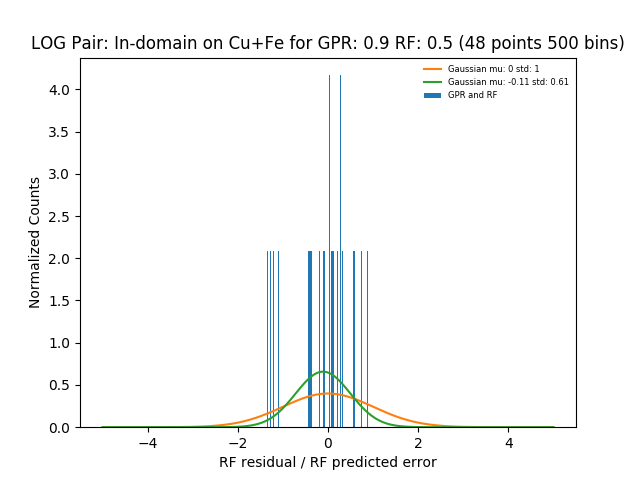 LOG Pair: In-domain on Cu+Fe for GPR: 0.9 RF: 0.5 (48 points 500 bins)
Gaussian mu: 0 std: 1
Gaussian mu: -0.11 std: 0.61
GPR and RF
Normalized Counts
4.0
3.5
3.0
2.5
2.0
1.5
1.0
0.5
0.0
−4 −2 0 2 4
RF residual / RF predicted error